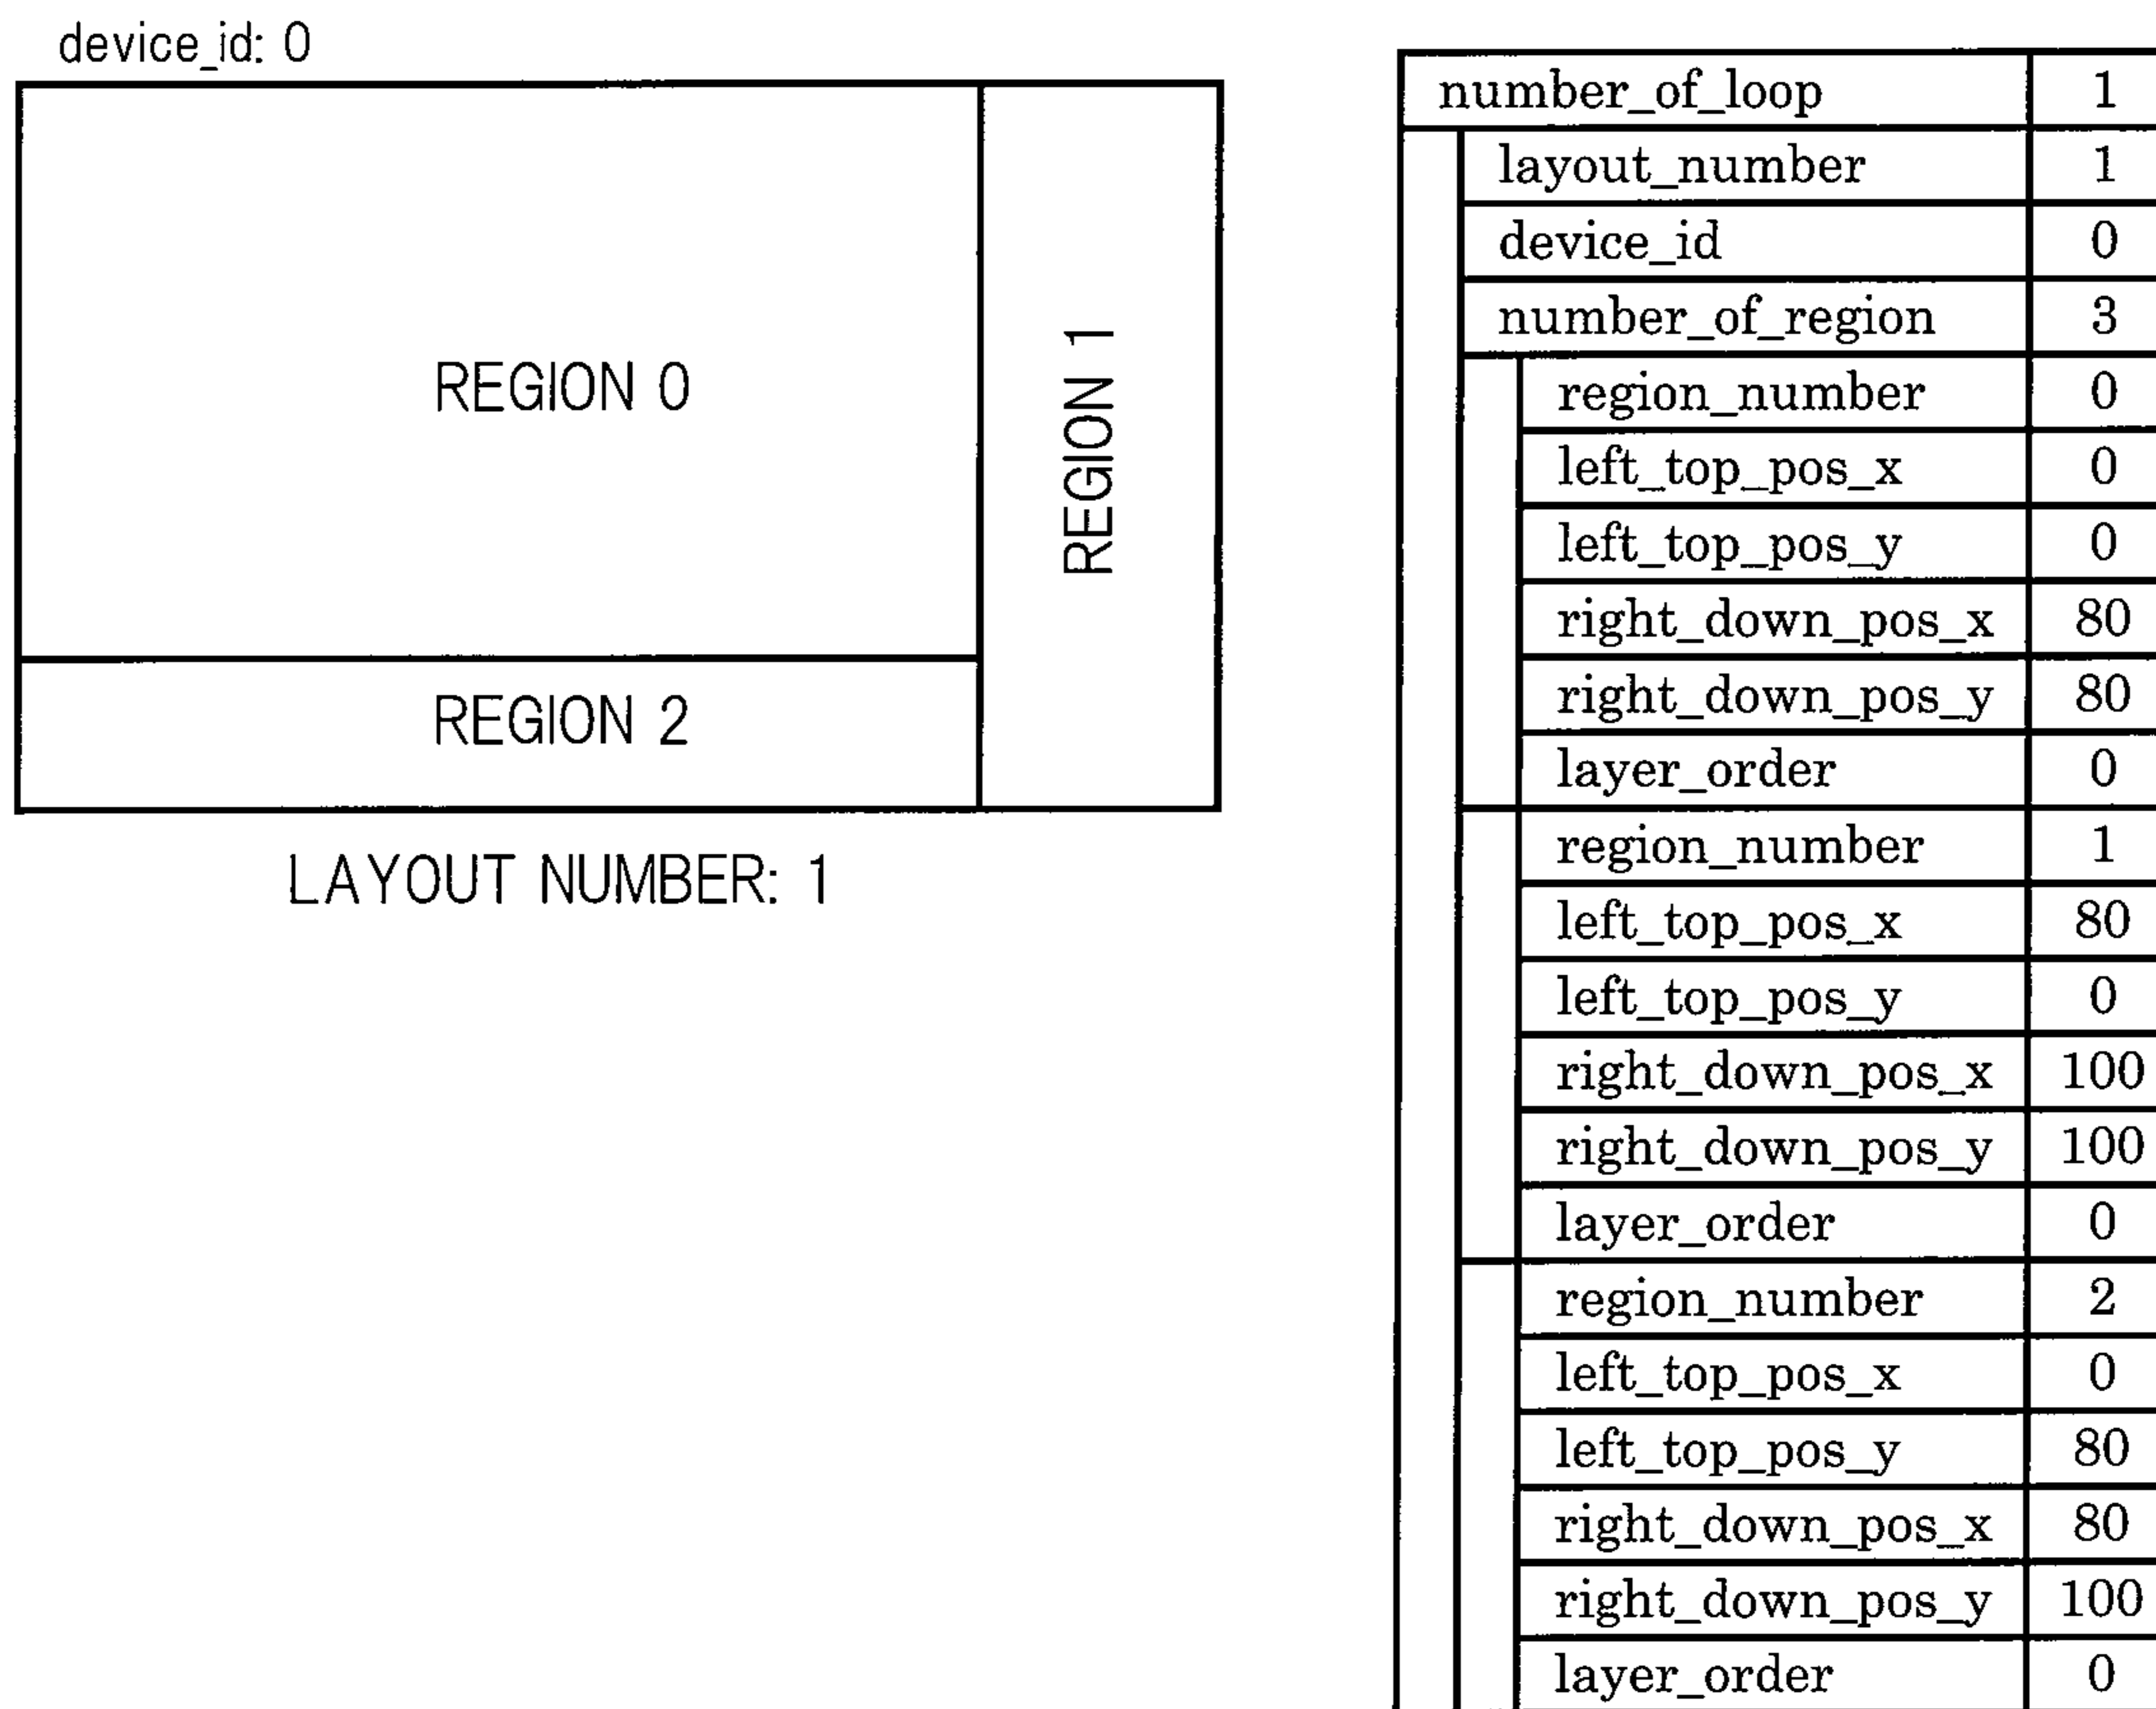 device_id: 0
REGION 0
REGION 1
REGION 2
LAYOUT NUMBER: 1
number_of_loop 1
layout_number 1
device_id 0
number_of_region 3
region_number 0
left_top_pos_x 0
left_top_pos_y 0
right_down_pos_x 80
right_down_pos_y 80
layer_order 0
region_number 1
left_top_pos_x 80
left_top_pos_y 0
right_down_pos_x 100
right_down_pos_y 100
layer_order 0
region_number 2
left_top_pos_x 0
left_top_pos_y 80
right_down_pos_x 80
right_down_pos_y 100
layer_order 0